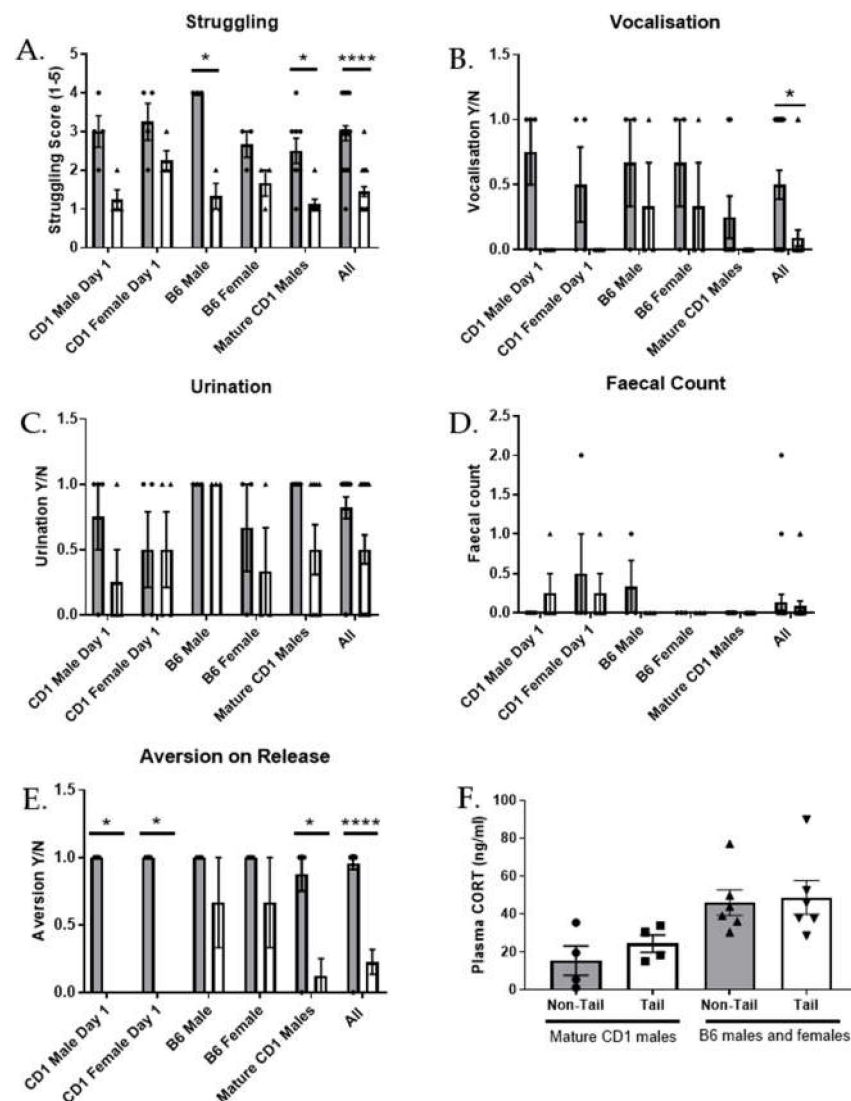 Struggling
A.
Struggling Score (1-5)
5
4
3
2
1
*
*
****
CD1 Male Day 1
CD1 Female Day 1
B6 Male
B6 Female
Mature CD1 Males
All
Vocalisation
B.
Vocalisation Y/N
1.5
1.0
0.5
0.0
*
CD1 Male Day 1
CD1 Female Day 1
B6 Male
B6 Female
Mature CD1 Males
All
Urination
C.
Urination Y/N
1.5
1.0
0.5
0.0
CD1 Male Day 1
CD1 Female Day 1
B6 Male
B6 Female
Mature CD1 Males
All
Faecal Count
D.
Faecal count
2.5
2.0
1.5
1.0
0.5
0.0
CD1 Male Day 1
CD1 Female Day 1
B6 Male
B6 Female
Mature CD1 Males
All
Aversion on Release
E.
Aversion Y/N
1.5
1.0
0.5
0.0
*
*
*
****
CD1 Male Day 1
CD1 Female Day 1
B6 Male
B6 Female
Mature CD1 Males
All
F.
Plasma CORT (ng/ml)
100
80
60
40
20
0
Non-Tail
Tail
Non-Tail
Tail
Mature CD1 males
B6 males and females